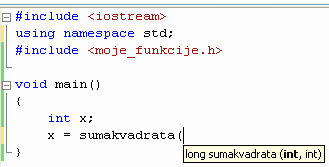 #include <iostream>
using namespace std;
#include <moje_funkcije.h>
void main()
{
int x;
x = sumakvadrata(
long sumakvadrata (int, int)
}